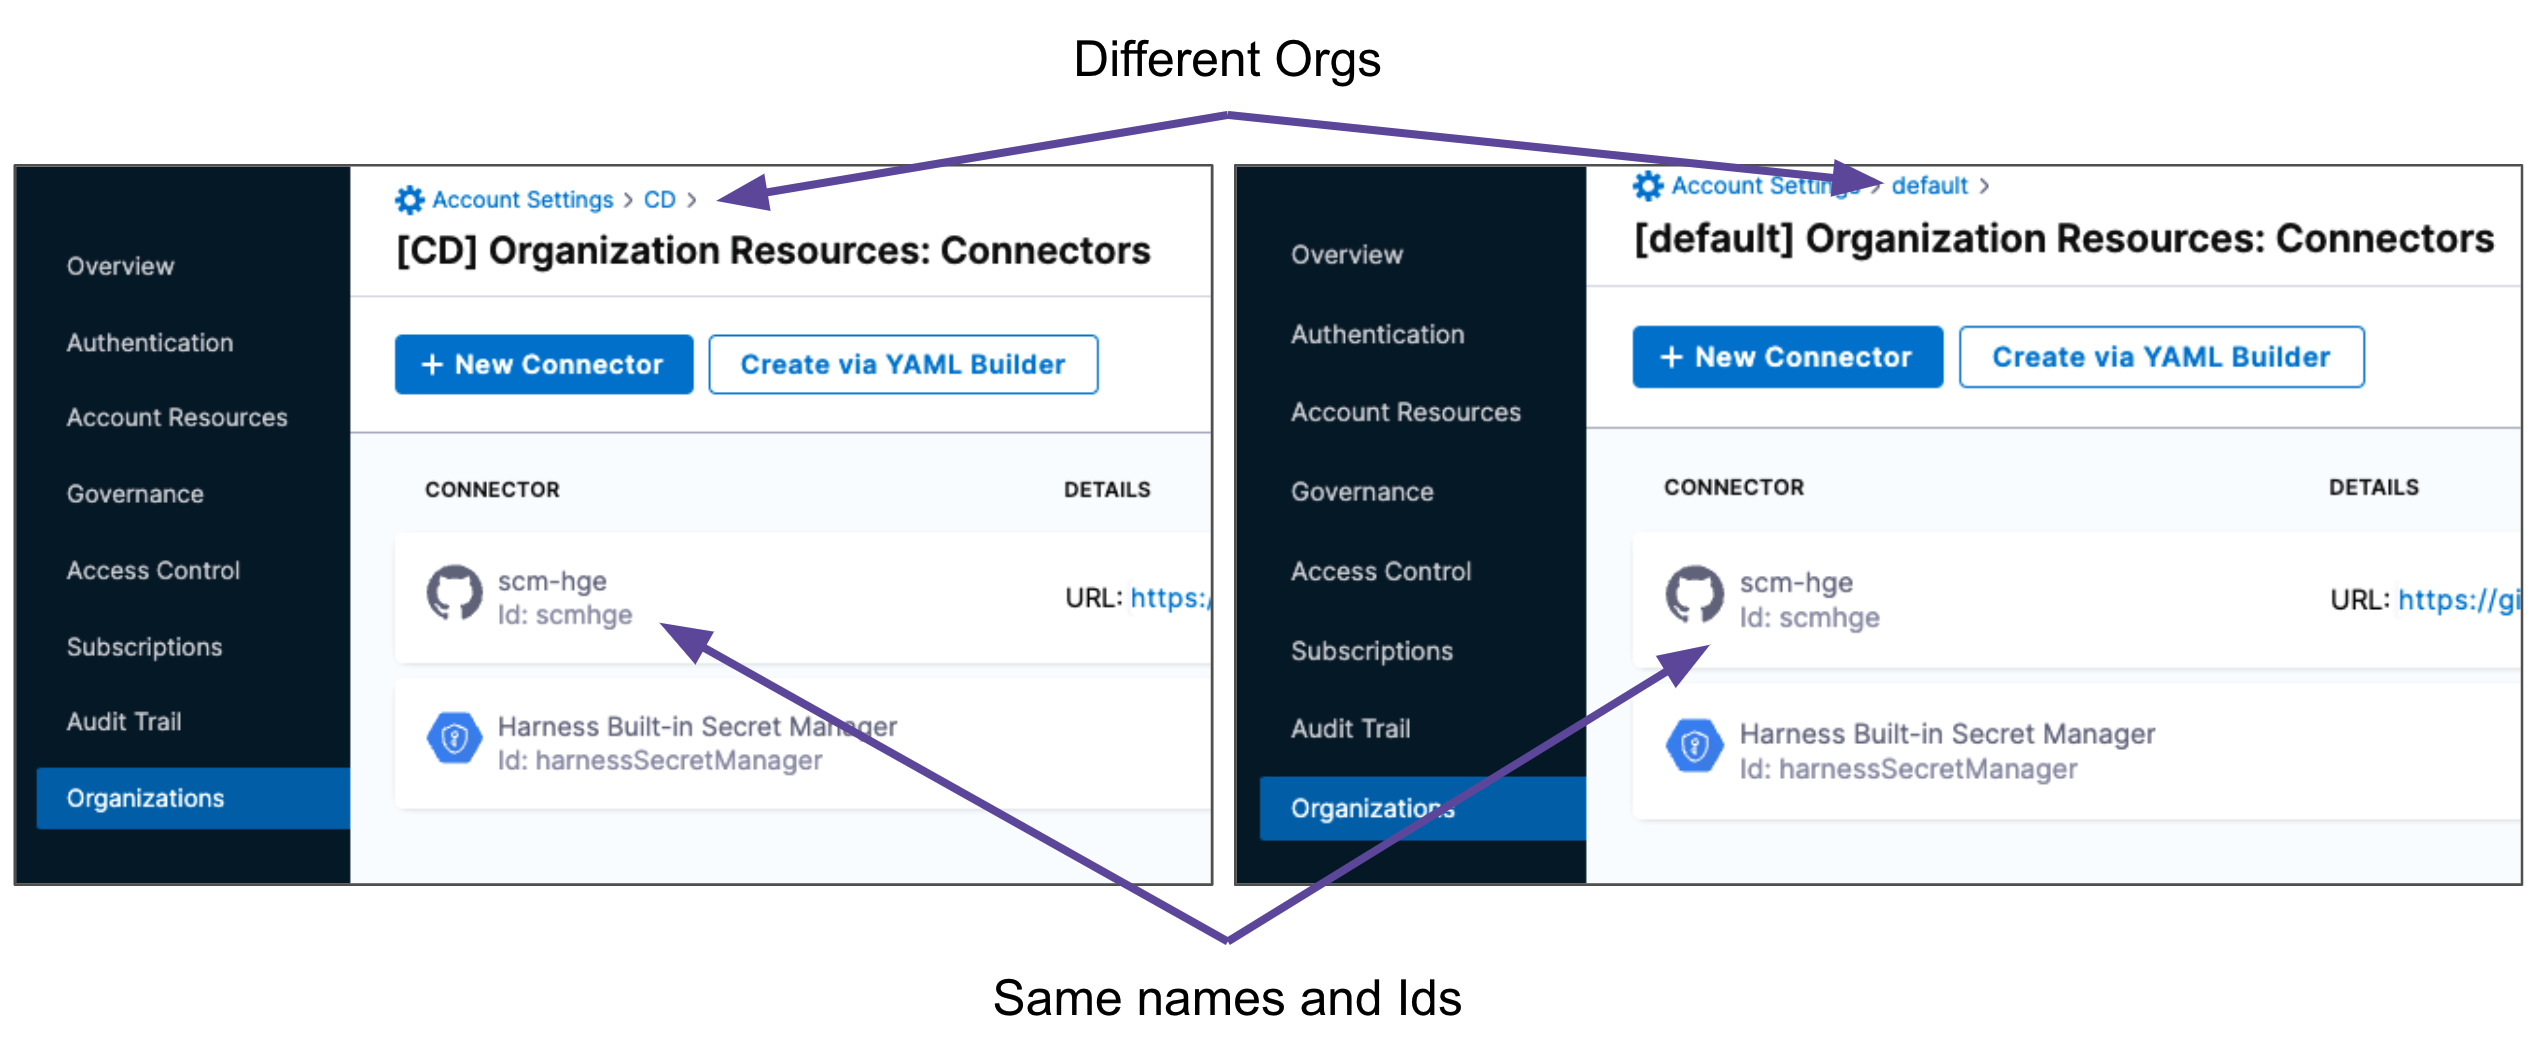 Different Orgs
Account Settings > CD >
[CD] Organization Resources: Connectors
Overview
Authentication
Account Resources
Governance
Access Control
Subscriptions
Audit Trail
Organizations
+ New Connector
Create via YAML Builder
CONNECTOR
DETAILS
scm-hge
Id: scmhge
URL: https:/
Harness Built-in Secret Manager
Id: harnessSecretManager
Account Settings > default >
[default] Organization Resources: Connectors
Overview
Authentication
Account Resources
Governance
Access Control
Subscriptions
Audit Trail
Organizations
+ New Connector
Create via YAML Builder
CONNECTOR
DETAILS
scm-hge
Id: scmhge
URL: https://gi
Harness Built-in Secret Manager
Id: harnessSecretManager
Same names and Ids